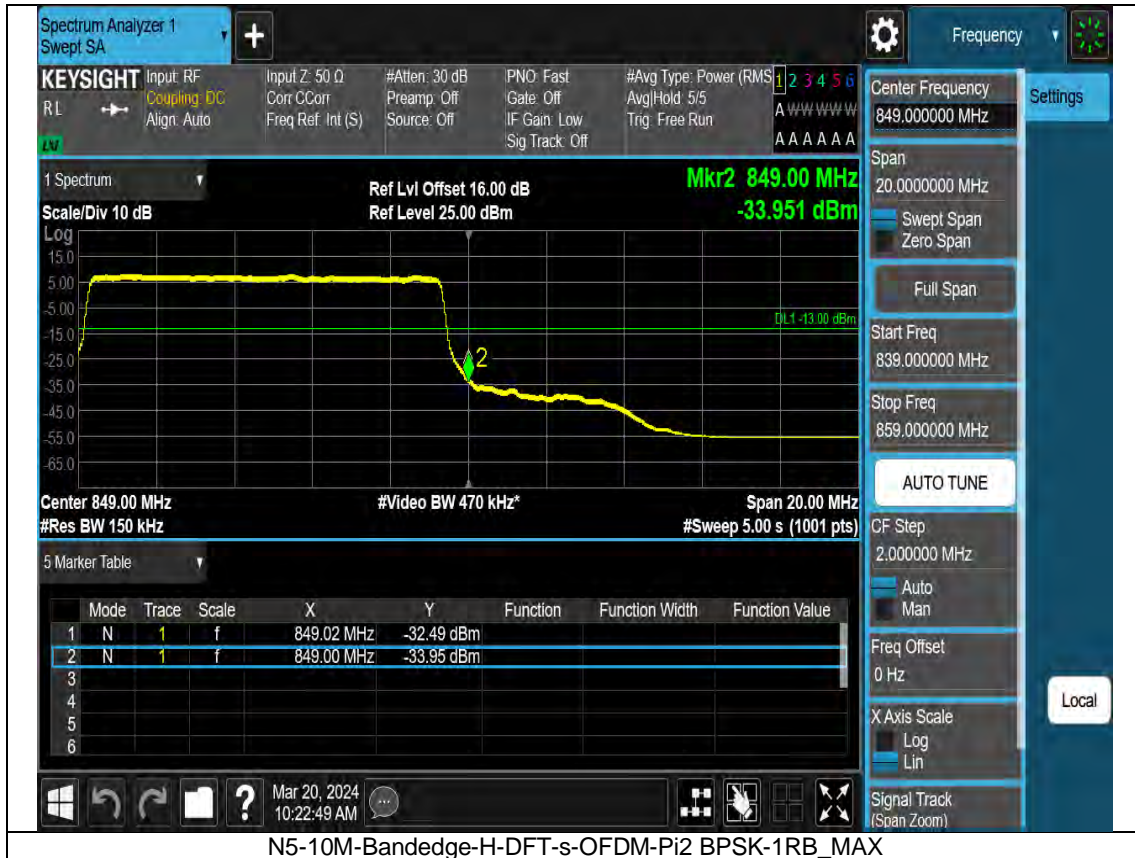 Spectrum Analyzer 1
Swept SA
Frequency
KEYSIGHT
RL
LXI
Input: RF
Coupling: DC
Align: Auto
Input Z: 50 Ω
Corr CCorr
Freq Ref: Int (S)
#Atten: 30 dB
Preamp: Off
Source: Off
PNO: Fast
Gate: Off
IF Gain: Low
Sig Track: Off
#Avg Type: Power (RMS
Avg|Hold: 5/5
Trig: Free Run
1 2 3 4 5 6
A W W W W W
A A A A A A
1 Spectrum
Scale/Div 10 dB
Ref Lvl Offset 16.00 dB
Ref Level 25.00 dBm
Mkr2 849.00 MHz
-33.951 dBm
Log
15.0
5.00
-5.00
-15.0
-25.0
-35.0
-45.0
-55.0
-65.0
DL1 -13.00 dBm
2
Center 849.00 MHz
#Video BW 470 kHz*
Span 20.00 MHz
#Res BW 150 kHz
#Sweep 5.00 s (1001 pts)
5 Marker Table
Mode Trace Scale X Y Function Function Width Function Value
1 N 1 f 849.02 MHz -32.49 dBm
2 N 1 f 849.00 MHz -33.95 dBm
3
4
5
6
Center Frequency
849.000000 MHz
Settings
Span
20.0000000 MHz
Swept Span
Zero Span
Full Span
Start Freq
839.000000 MHz
Stop Freq
859.000000 MHz
AUTO TUNE
CF Step
2.000000 MHz
Auto
Man
Freq Offset
0 Hz
X Axis Scale
Log
Lin
Signal Track
(Span Zoom)
Local
?
Mar 20, 2024
10:22:49 AM
N5-10M-Bandedge-H-DFT-s-OFDM-Pi2 BPSK-1RB_MAX